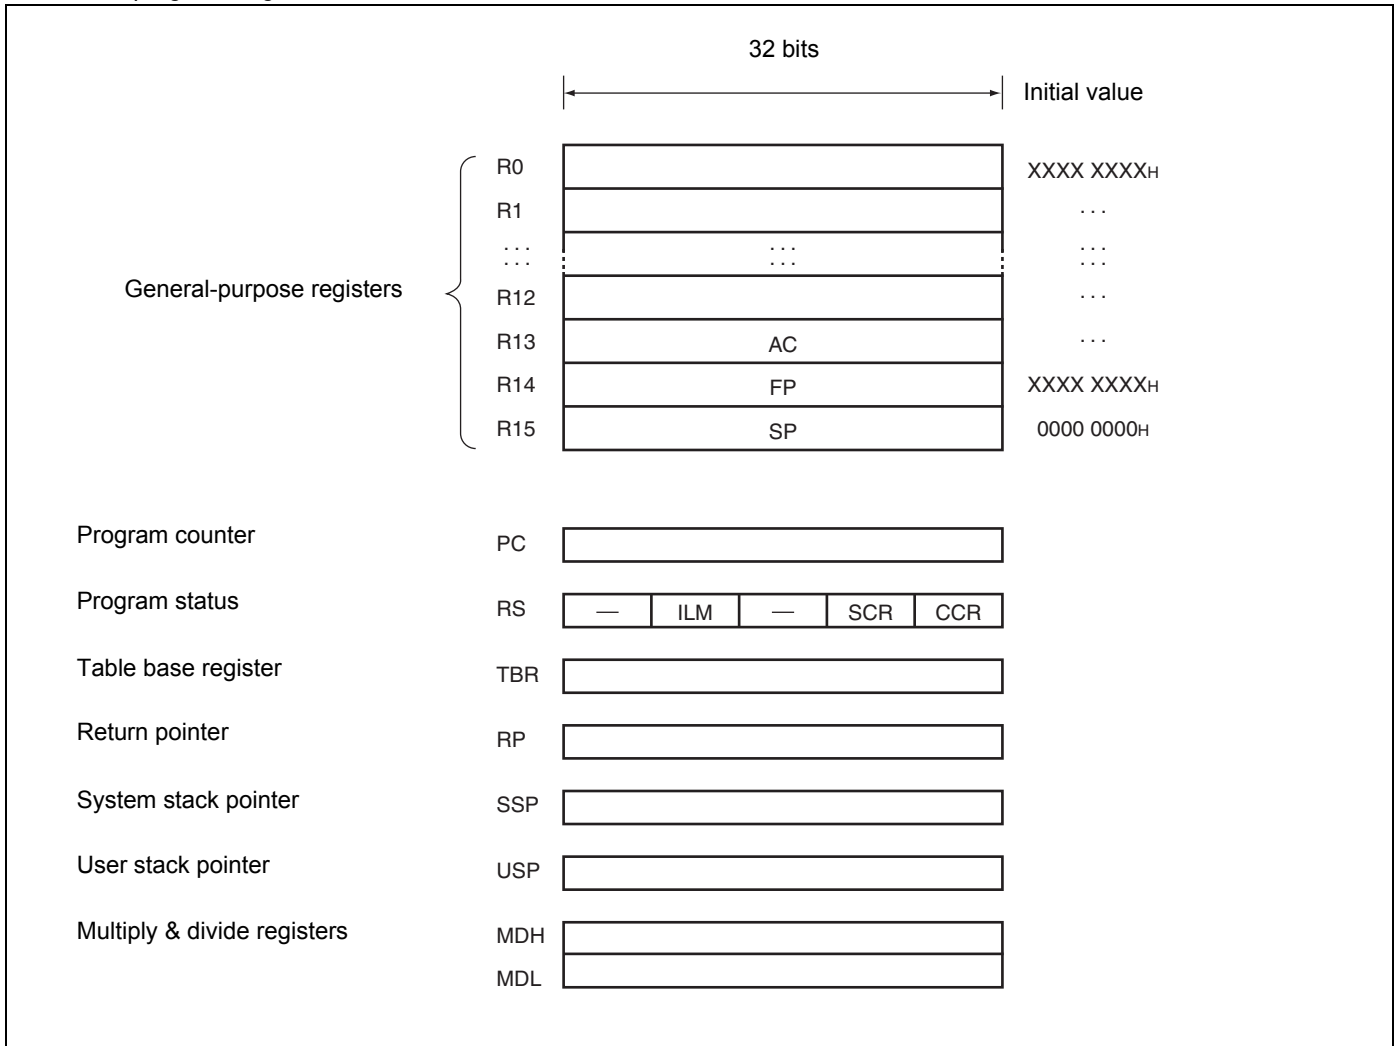 32 bits
Initial value
General-purpose registers
R0 XXXX XXXXH
R1 . . .
. . . . . . . . .
. . . . . . . . .
R12 . . .
R13 AC . . .
R14 FP XXXX XXXXH
R15 SP 0000 0000H
Program counter PC
Program status RS — ILM — SCR CCR
Table base register TBR
Return pointer RP
System stack pointer SSP
User stack pointer USP
Multiply & divide registers MDH
MDL